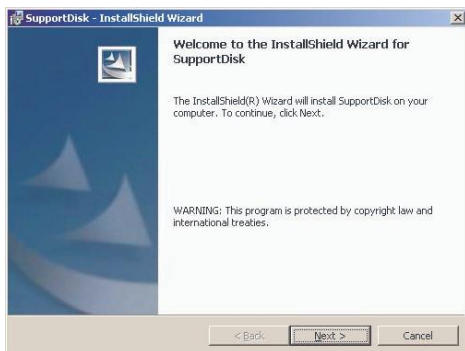 SupportDisk - InstallShield Wizard
Welcome to the InstallShield Wizard for
SupportDisk
The InstallShield(R) Wizard will install SupportDisk on your
computer. To continue, click Next.
WARNING: This program is protected by copyright law and
international treaties.
< Back Next > Cancel